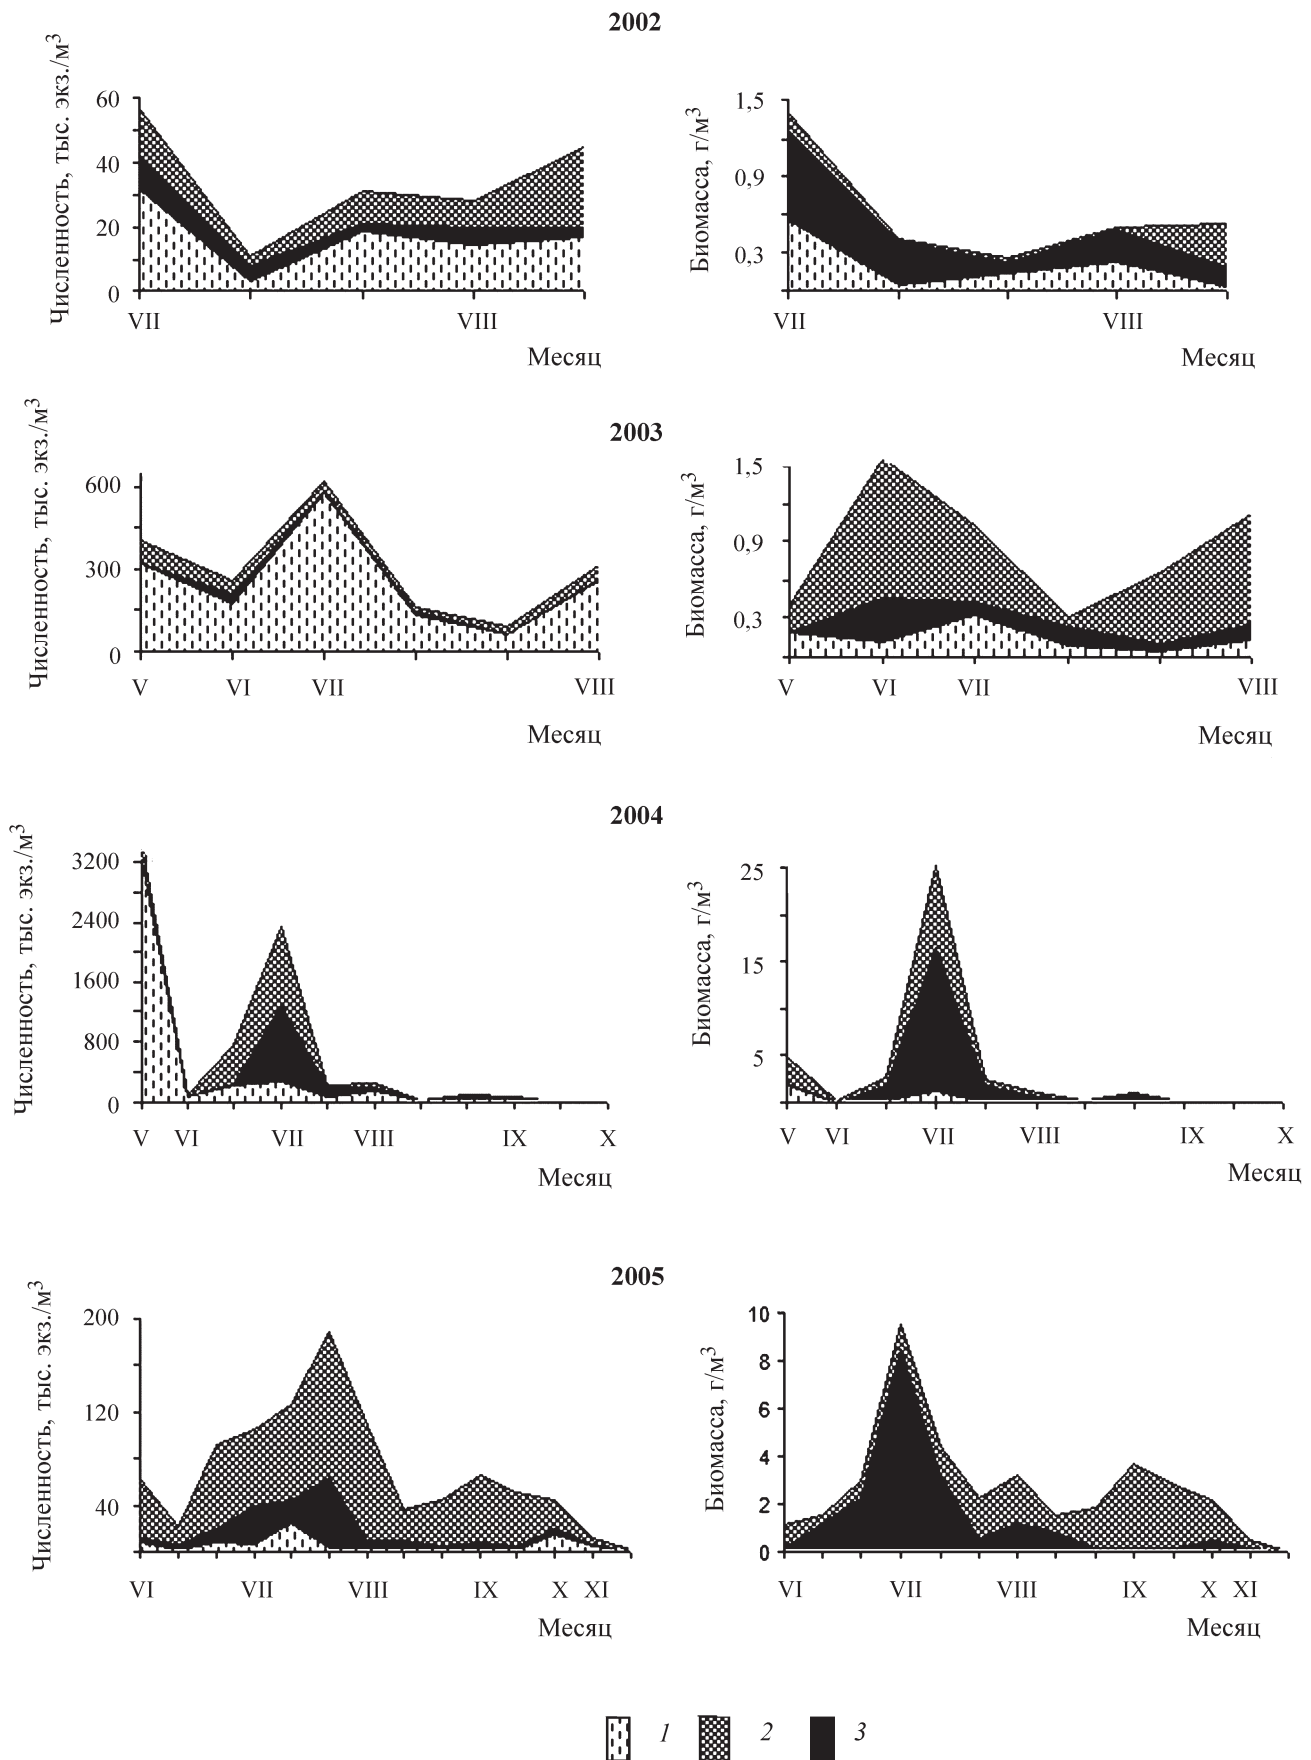 2002
Численность, тыс. экз./м³
60
40
20
0
VII VIII
Месяц
Биомасса, г/м³
1,5
0,9
0,3
VII VIII
Месяц
2003
Численность, тыс. экз./м³
600
300
0
V VI VII VIII
Месяц
Биомасса, г/м³
1,5
0,9
0,3
V VI VII VIII
Месяц
2004
Численность, тыс. экз./м³
3200
2400
1600
800
0
V VI VII VIII IX X
Месяц
Биомасса, г/м³
25
15
5
V VI VII VIII IX X
Месяц
2005
Численность, тыс. экз./м³
200
120
40
VI VII VIII IX X XI
Месяц
Биомасса, г/м³
10
8
6
4
2
0
VI VII VIII IX X XI
Месяц
1 2 3